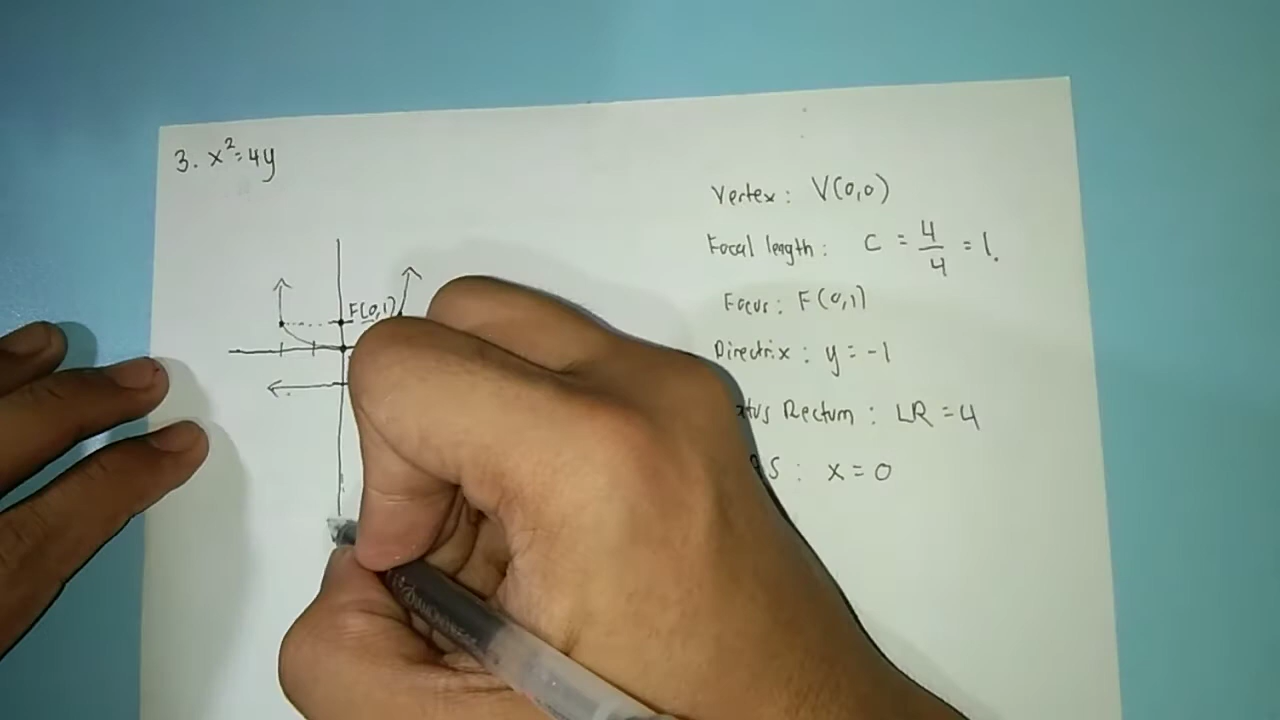 3. x²=4y
Vertex: V(0,0)
Focal length: C = 4/4 = 1.
F(0,1)
Focus: F(0,1)
Directrix: y = -1
Rectum: LR = 4
S: x = 0